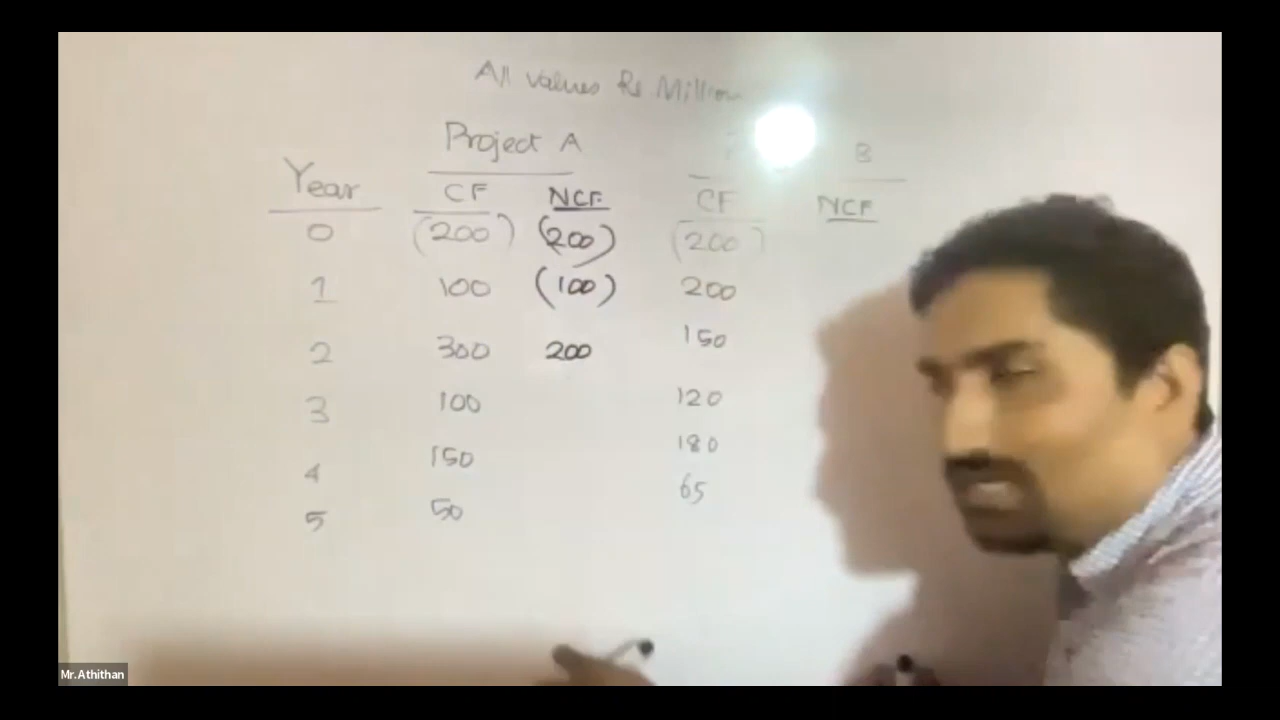 All values Rs Million
Project A B
Year CF NCF CF NCF
0 (200) (200) (200)
1 100 (100) 200
2 300 200 150
3 100 120
4 150 180
5 50 65
Mr.Athithan